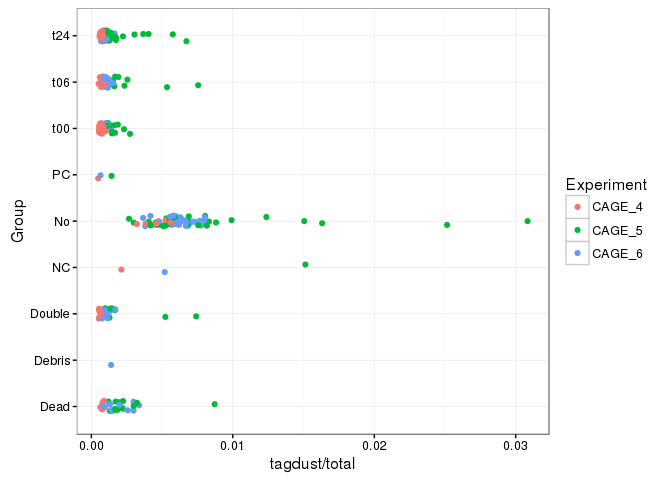 t24
t06
t00
PC
No
NC
Double
Debris
Dead
Group
0.00 0.01 0.02 0.03
tagdust/total
Experiment
CAGE_4
CAGE_5
CAGE_6